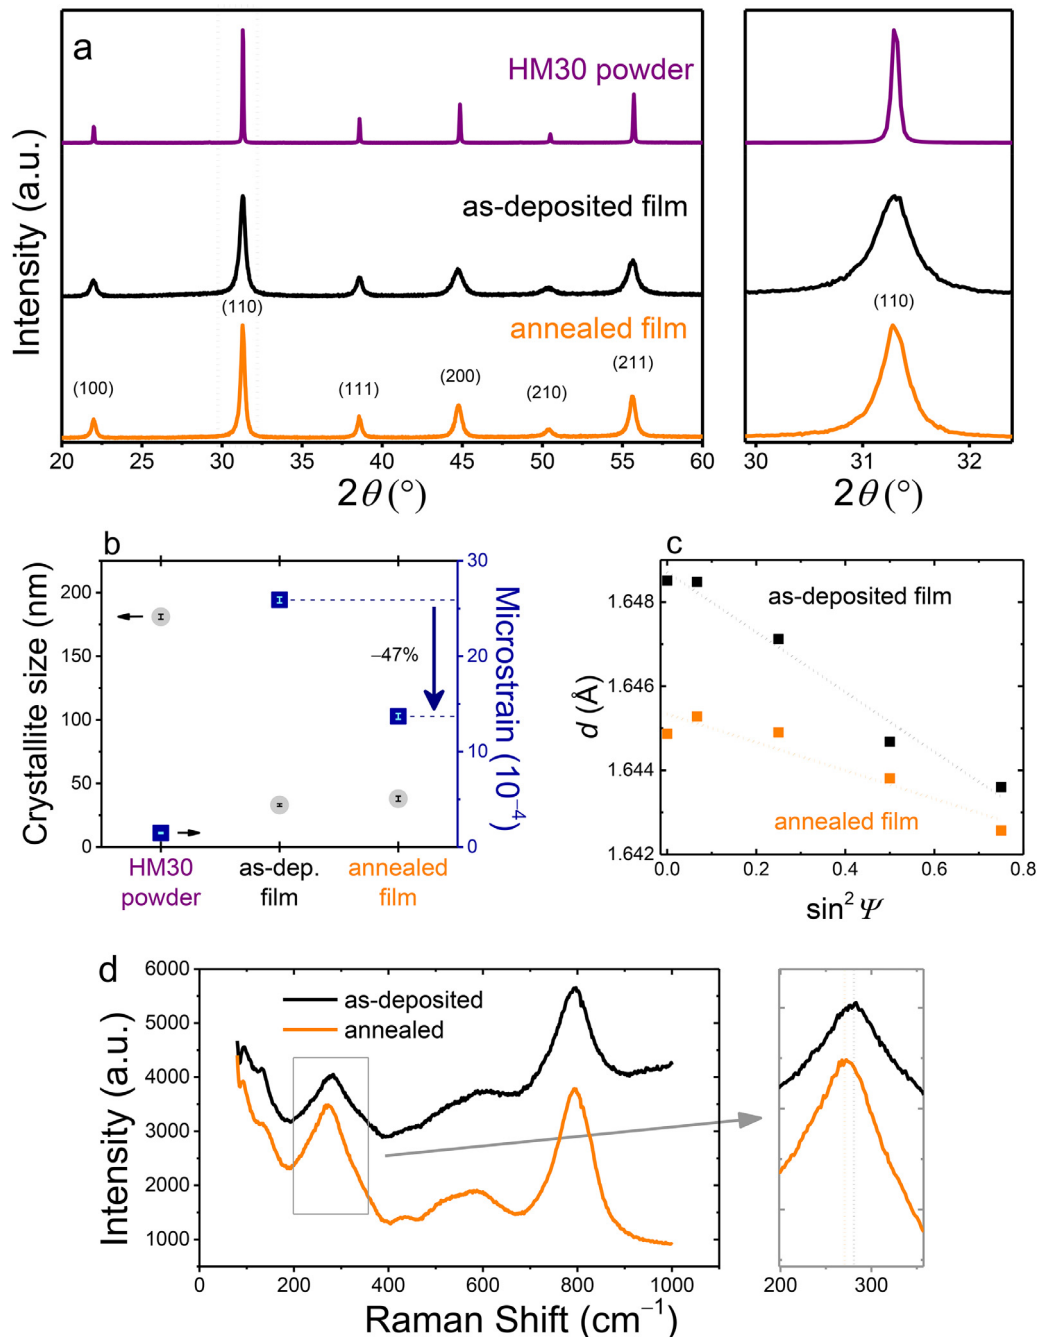 a
HM30 powder
as-deposited film
(110)
annealed film
(100)
(111)
(200)
(210)
(211)
Intensity (a.u.)
20 25 30 35 40 45 50 55 60
2θ (°)
(110)
30 31 32
2θ (°)
b
Crystallite size (nm)
200
150
100
50
0
30
20
10
0
Microstrain (10⁻⁴)
−47%
HM30
powder
as-dep.
film
annealed
film
c
as-deposited film
annealed film
d (Å)
1.648
1.646
1.644
1.642
0.0 0.2 0.4 0.6 0.8
sin² Ψ
d
as-deposited
annealed
Intensity (a.u.)
6000
5000
4000
3000
2000
1000
0 200 400 600 800 1000
Raman Shift (cm⁻¹)
200 300